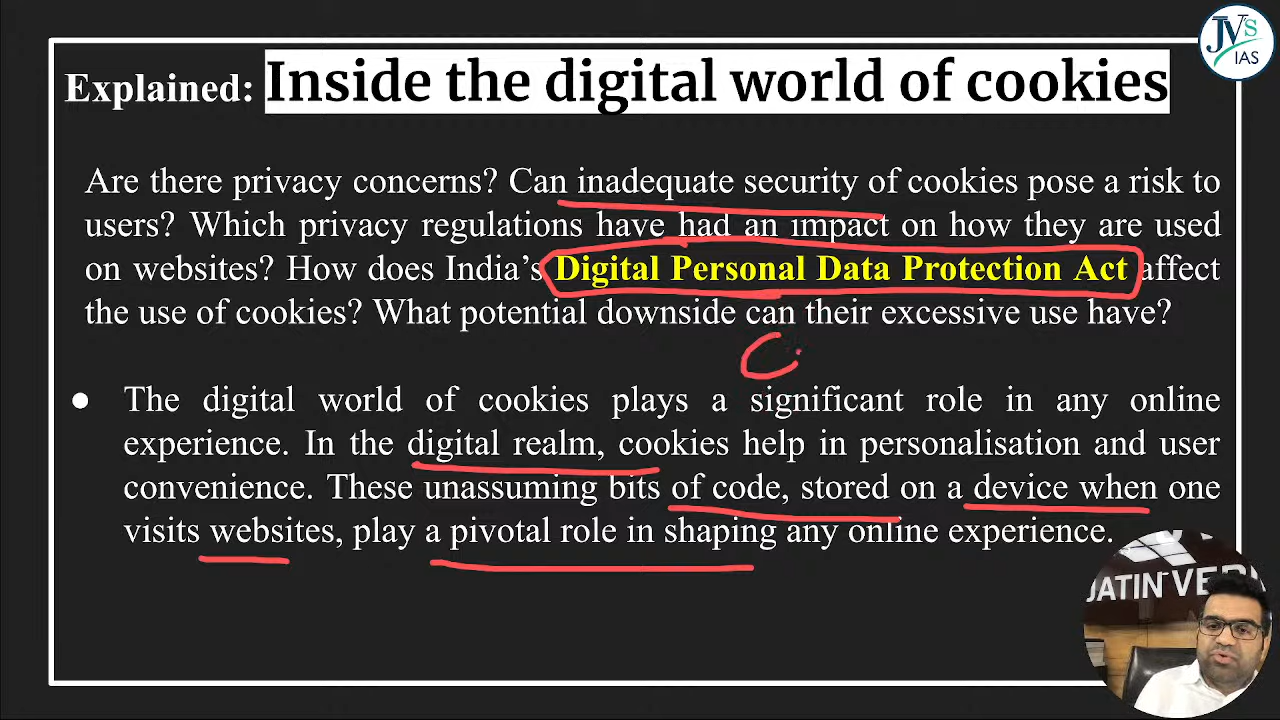 JVS
IAS
Explained: Inside the digital world of cookies
Are there privacy concerns? Can inadequate security of cookies pose a risk to
users? Which privacy regulations have had an impact on how they are used
on websites? How does India's Digital Personal Data Protection Act affect
the use of cookies? What potential downside can their excessive use have?
● The digital world of cookies plays a significant role in any online
experience. In the digital realm, cookies help in personalisation and user
convenience. These unassuming bits of code, stored on a device when one
visits websites, play a pivotal role in shaping any online experience.
JATIN VER